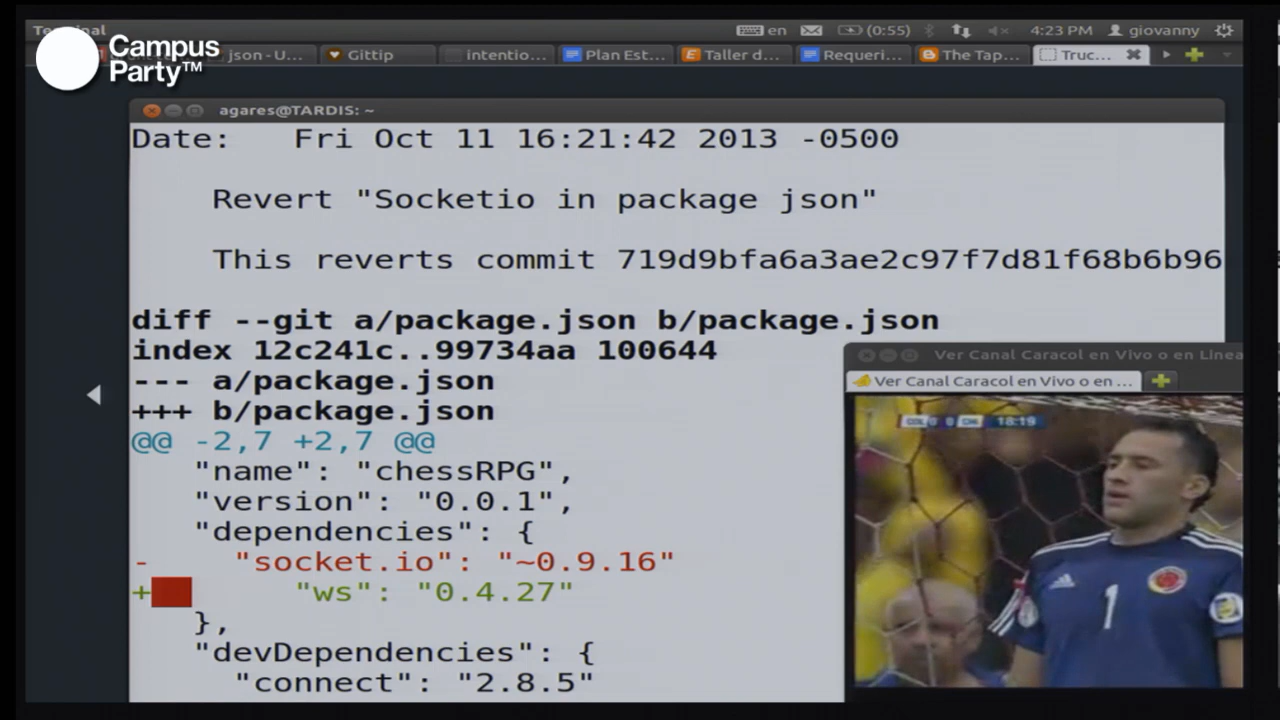 Terminal
en
(0:55)
4:23 PM
giovanny
Campus
Party™
json - U...
Gittip
intentio...
Plan Est...
Taller d...
Requeri...
The Tap...
Truc...
agares@TARDIS: ~
Date:   Fri Oct 11 16:21:42 2013 -0500
Revert "Socketio in package json"
This reverts commit 719d9bfa6a3ae2c97f7d81f68b6b96
diff --git a/package.json b/package.json
index 12c241c..99734aa 100644
--- a/package.json
+++ b/package.json
@@ -2,7 +2,7 @@
"name": "chessRPG",
"version": "0.0.1",
"dependencies": {
-    "socket.io": "~0.9.16"
+    "ws": "0.4.27"
},
"devDependencies": {
"connect": "2.8.5"
Ver Canal Caracol en Vivo o en Linea
Ver Canal Caracol en Vivo o en ...
COL 0 0 CHI 18:19
1